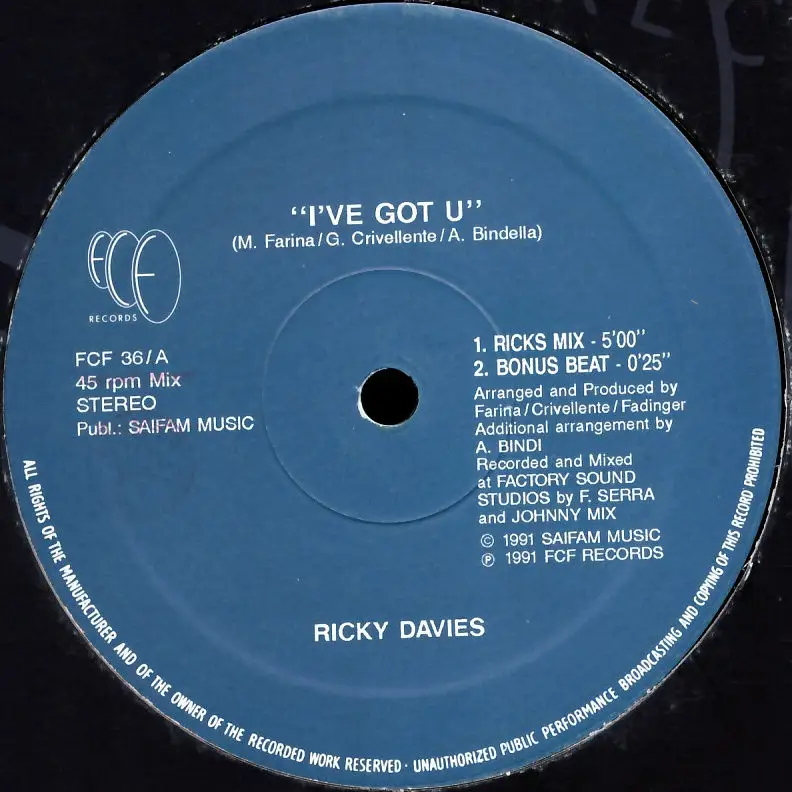 "I'VE GOT U"
(M. Farina/G. Crivellente/A. Bindella)
FCF
RECORDS
FCF 36/A
45 rpm Mix
STEREO
Publ.: SAIFAM MUSIC
1. RICKS MIX - 5'00"
2. BONUS BEAT - 0'25"
Arranged and Produced by
Farina/Crivellente/Fadinger
Additional arrangement by
A. BINDI
Recorded and Mixed
at FACTORY SOUND
STUDIOS by F. SERRA
and JOHNNY MIX
© 1991 SAIFAM MUSIC
℗ 1991 FCF RECORDS
RICKY DAVIES
ALL RIGHTS OF THE MANUFACTURER AND OF THE OWNER OF THE RECORDED WORK RESERVED · UNAUTHORIZED PUBLIC PERFORMANCE BROADCASTING AND COPYING OF THIS RECORD PROHIBITED